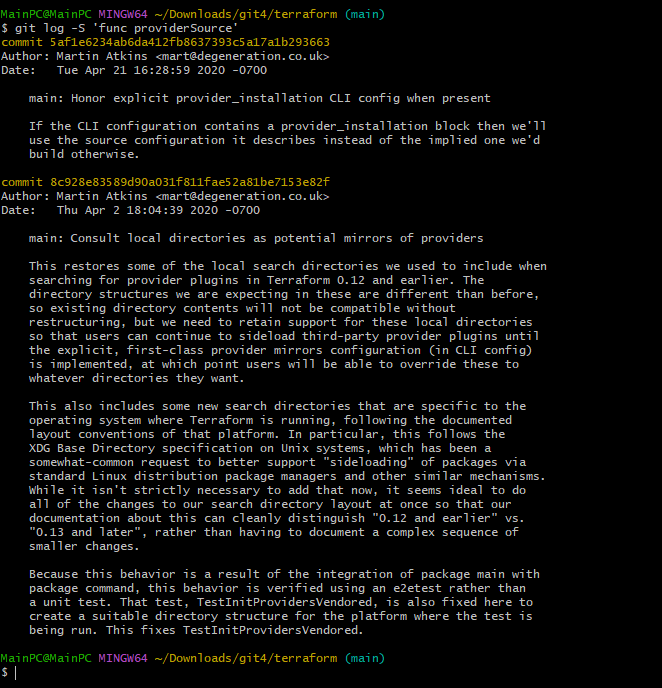 MainPC@MainPC MINGW64 ~/Downloads/git4/terraform (main)
$ git log -S 'func providerSource'
commit 5af1e6234ab6da412fb8637393c5a17a1b293663
Author: Martin Atkins <mart@degeneration.co.uk>
Date:   Tue Apr 21 16:28:59 2020 -0700

    main: Honor explicit provider_installation CLI config when present

    If the CLI configuration contains a provider_installation block then we'll
    use the source configuration it describes instead of the implied one we'd
    build otherwise.

commit 8c928e83589d90a031f811fae52a81be7153e82f
Author: Martin Atkins <mart@degeneration.co.uk>
Date:   Thu Apr 2 18:04:39 2020 -0700

    main: Consult local directories as potential mirrors of providers

    This restores some of the local search directories we used to include when
    searching for provider plugins in Terraform 0.12 and earlier. The
    directory structures we are expecting in these are different than before,
    so existing directory contents will not be compatible without
    restructuring, but we need to retain support for these local directories
    so that users can continue to sideload third-party provider plugins until
    the explicit, first-class provider mirrors configuration (in CLI config)
    is implemented, at which point users will be able to override these to
    whatever directories they want.

    This also includes some new search directories that are specific to the
    operating system where Terraform is running, following the documented
    layout conventions of that platform. In particular, this follows the
    XDG Base Directory specification on Unix systems, which has been a
    somewhat-common request to better support "sideloading" of packages via
    standard Linux distribution package managers and other similar mechanisms.
    While it isn't strictly necessary to add that now, it seems ideal to do
    all of the changes to our search directory layout at once so that our
    documentation about this can cleanly distinguish "0.12 and earlier" vs.
    "0.13 and later", rather than having to document a complex sequence of
    smaller changes.

    Because this behavior is a result of the integration of package main with
    package command, this behavior is verified using an e2etest rather than
    a unit test. That test, TestInitProvidersVendored, is also fixed here to
    create a suitable directory structure for the platform where the test is
    being run. This fixes TestInitProvidersVendored.

MainPC@MainPC MINGW64 ~/Downloads/git4/terraform (main)
$